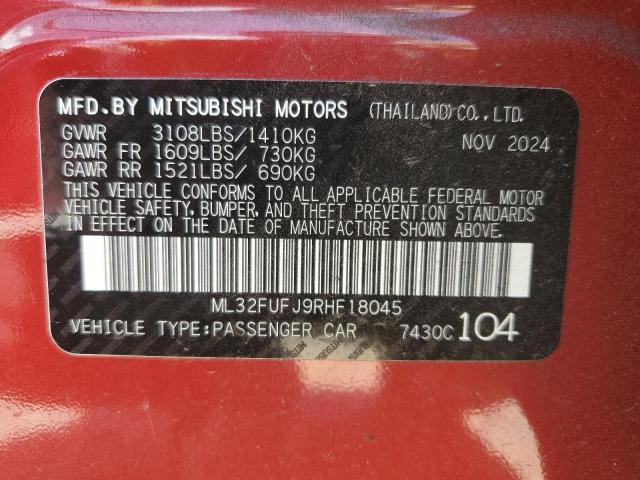 MFD.BY MITSUBISHI MOTORS (THAILAND)CO.,LTD.
GVWR 3108LBS/1410KG NOV 2024
GAWR FR 1609LBS/ 730KG
GAWR RR 1521LBS/ 690KG
THIS VEHICLE CONFORMS TO ALL APPLICABLE FEDERAL MOTOR
VEHICLE SAFETY, BUMPER, AND THEFT PREVENTION STANDARDS
IN EFFECT ON THE DATE OF MANUFACTURE SHOWN ABOVE.
ML32FUFJ9RHF18045
VEHICLE TYPE:PASSENGER CAR 7430C 104